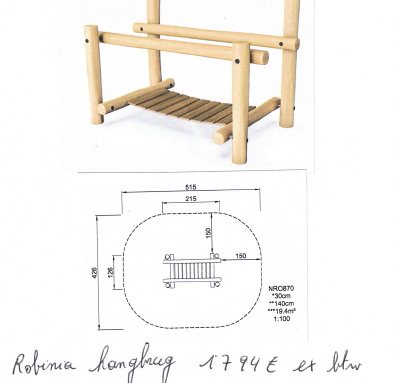 515
215
150
426
126
150
NRO870
*30cm
**140cm
***19.4m²
1:100
Robinia hangbrug 1794€ ex btw